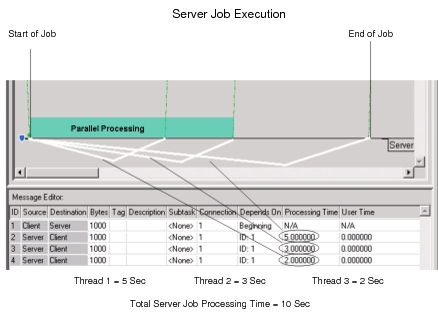 Server Job Execution
Start of Job
End of Job
Parallel Processing
Server
Message Editor:
ID Source Destination Bytes Tag Description Subtask Connection Depends On Processing Time User Time
1 Client Server 1000 <None> 1 Beginning N/A N/A
2 Server Client 1000 <None> 1 ID: 1 5.000000 0.000000
3 Server Client 1000 <None> 1 ID: 1 3.000000 0.000000
4 Server Client 1000 <None> 1 ID: 1 2.000000 0.000000
Thread 1 = 5 Sec Thread 2 = 3 Sec Thread 3 = 2 Sec
Total Server Job Processing Time = 10 Sec